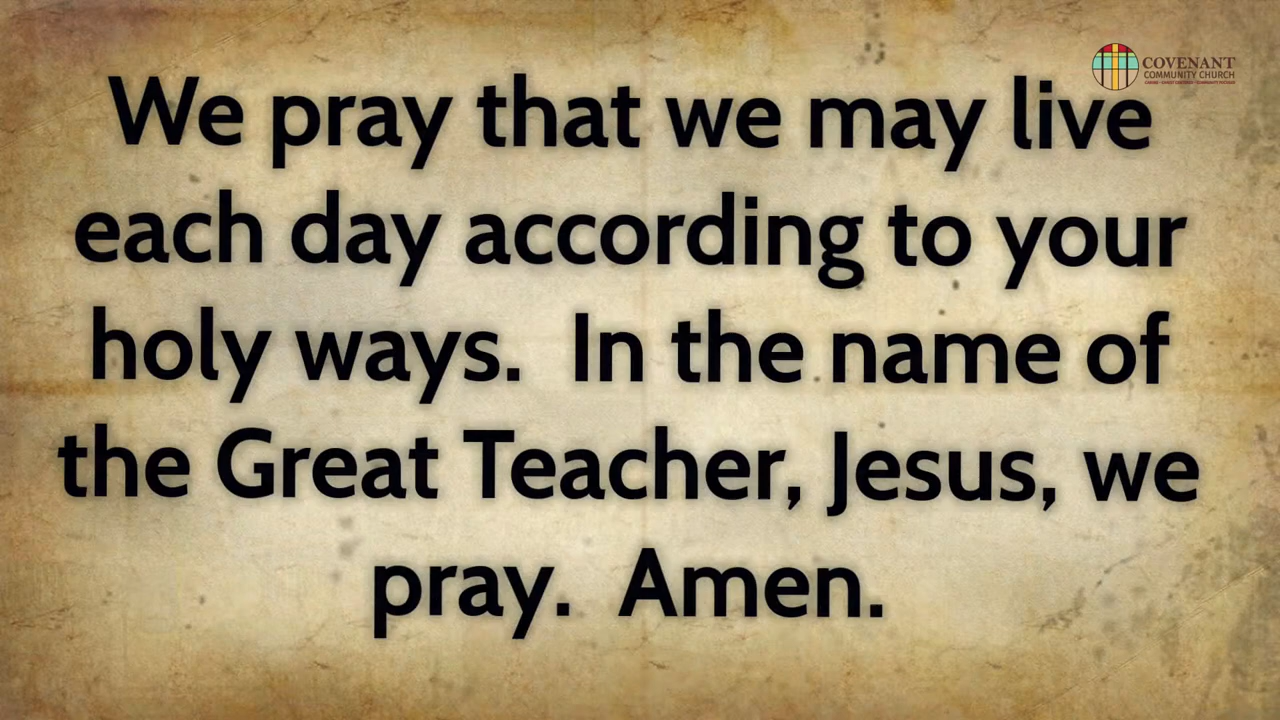 COVENANT
COMMUNITY CHURCH
We pray that we may live
each day according to your
holy ways.  In the name of
the Great Teacher, Jesus, we
pray.  Amen.